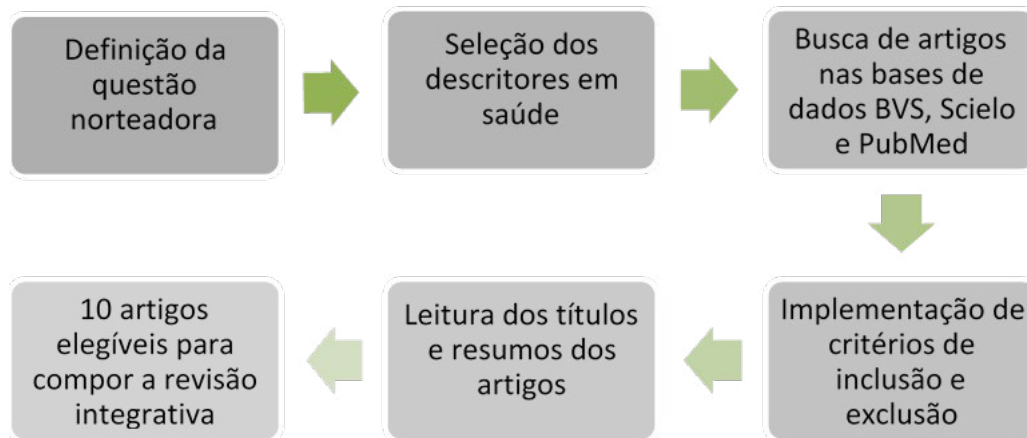 Definição da
questão
norteadora
Seleção dos
descritores em
saúde
Busca de artigos
nas bases de
dados BVS, Scielo
e PubMed
Implementação de
critérios de
inclusão e
exclusão
Leitura dos títulos
e resumos dos
artigos
10 artigos
elegíveis para
compor a revisão
integrativa